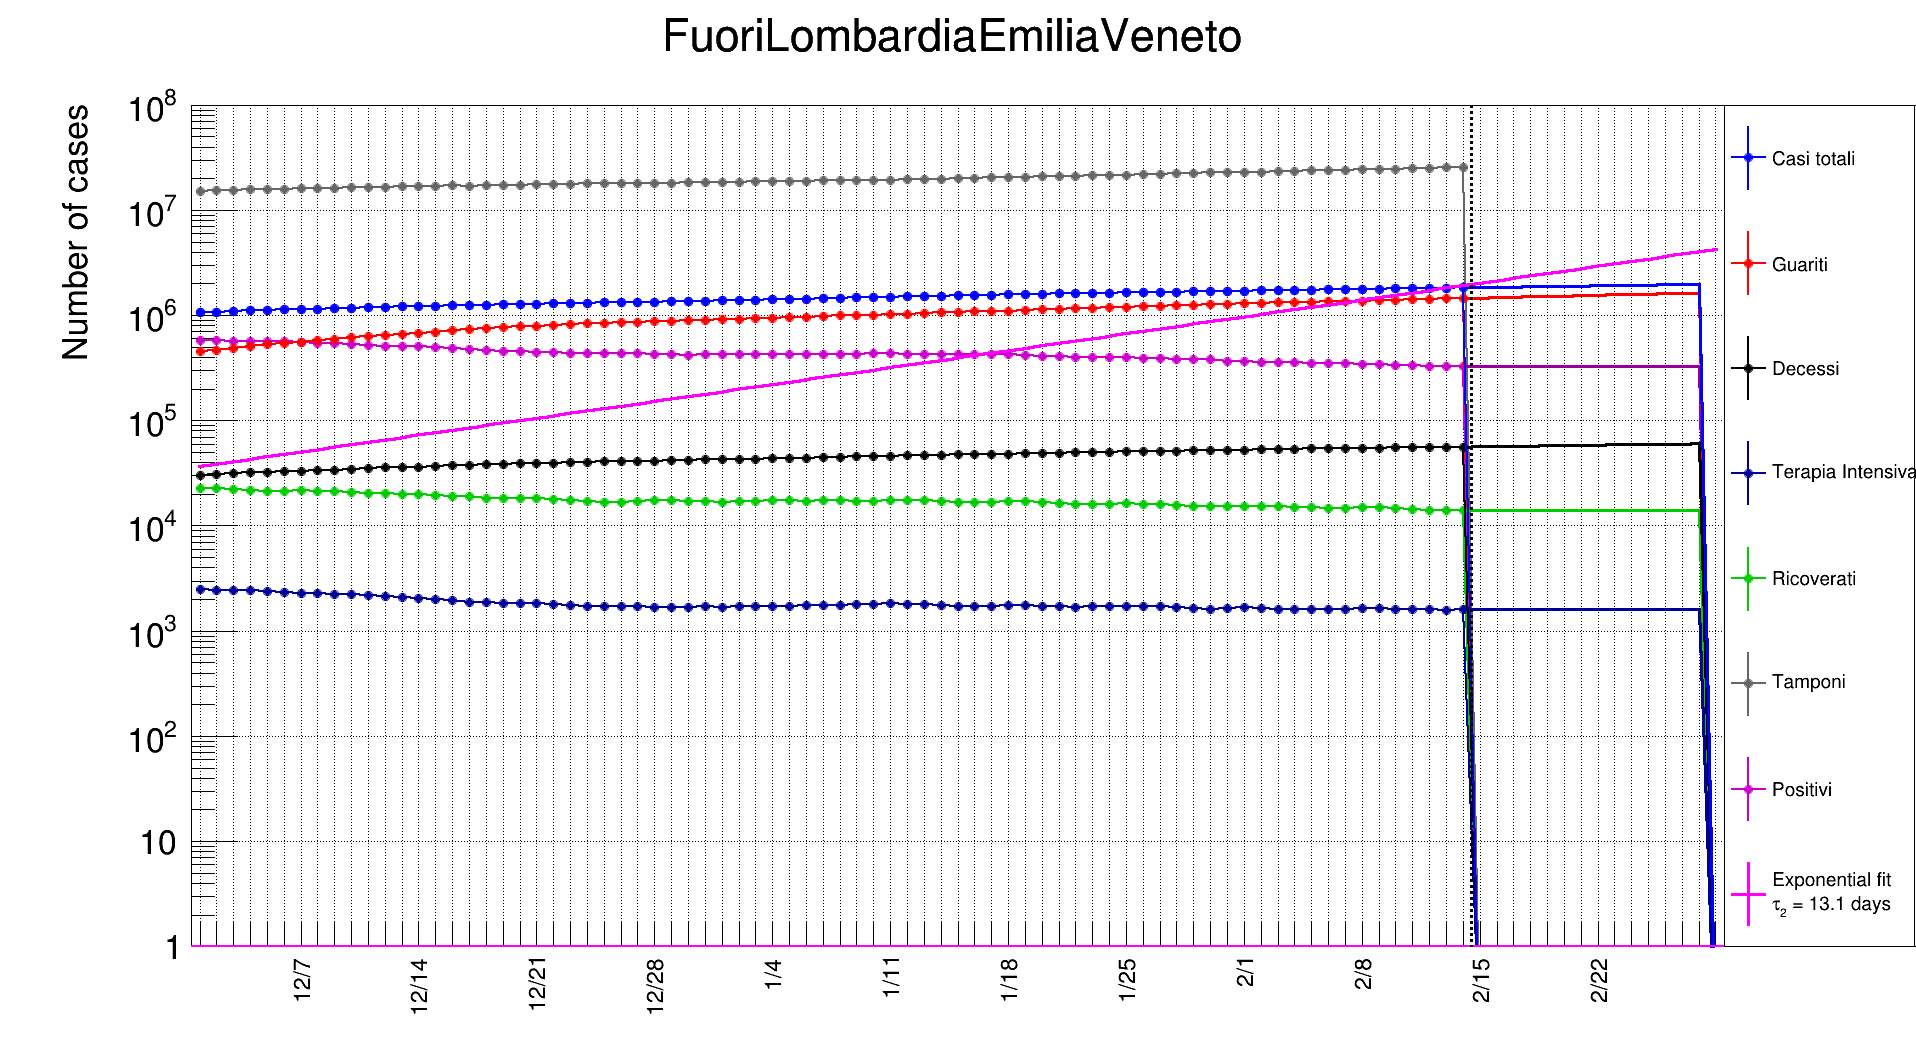 FuoriLombardiaEmiliaVeneto
Number of cases
10^8
10^7
10^6
10^5
10^4
10^3
10^2
10
1
12/7
12/14
12/21
12/28
1/4
1/11
1/18
1/25
2/1
2/8
2/15
2/22
Casi totali
Guariti
Decessi
Terapia Intensiva
Ricoverati
Tamponi
Positivi
Exponential fit
τ₂ = 13.1 days